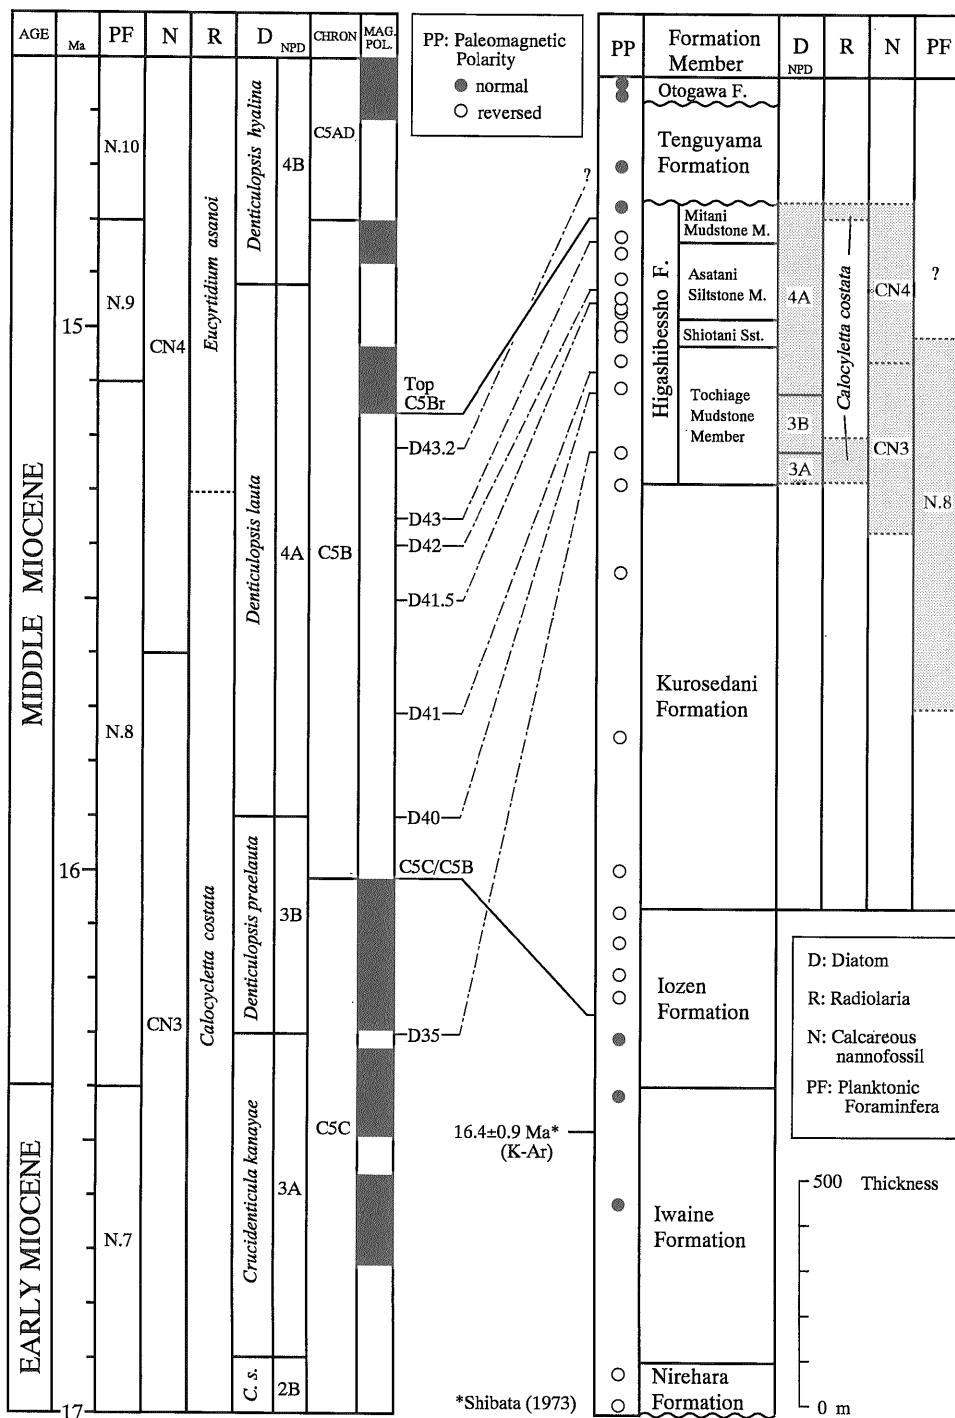 AGE
Ma
PF
N
R
D
NPD
CHRON
MAG.
POL.
MIDDLE MIOCENE
EARLY MIOCENE
15
16
17
N.10
N.9
N.8
N.7
CN4
CN3
Eucyrtidium asanoi
Calocycletta costata
Denticulopsis hyalina
Denticulopsis lauta
Denticulopsis praelauta
Crucidenticula kanayae
C. s.
4B
4A
3B
3A
2B
C5AD
C5B
C5C
PP: Paleomagnetic
Polarity
normal
reversed
?
Top
C5Br
D43.2
D43
D42
D41.5
D41
D40
C5C/C5B
D35
16.4±0.9 Ma*
(K-Ar)
*Shibata (1973)
PP
Formation
Member
D
NPD
R
N
PF
Otogawa F.
Tenguyama
Formation
Higashibessho F.
Mitani
Mudstone M.
Asatani
Siltstone M.
Shiotani Sst.
Tochiage
Mudstone
Member
Kurosedani
Formation
Iozen
Formation
Iwaine
Formation
Nirehara
Formation
4A
3B
3A
Calocyletta costata
CN4
CN3
?
N.8
D: Diatom
R: Radiolaria
N: Calcareous
nannofossil
PF: Planktonic
Foraminfera
500 Thickness
0 m